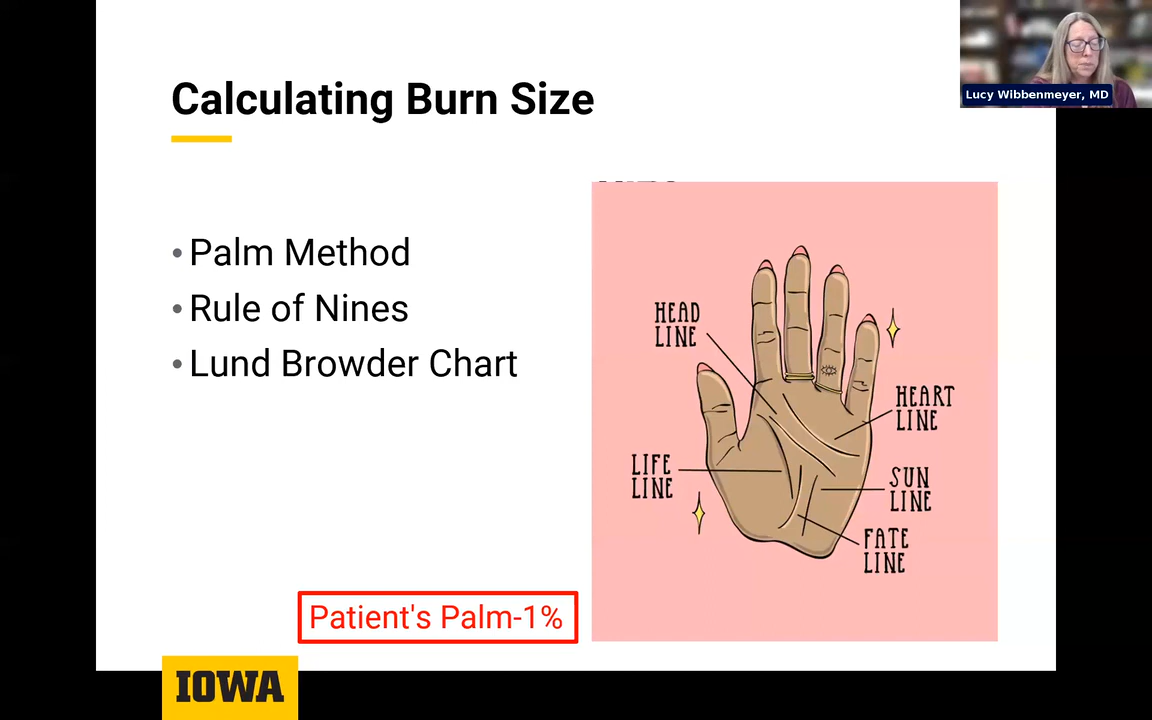 Calculating Burn Size
Lucy Wibbenmeyer, MD
•Palm Method
•Rule of Nines
•Lund Browder Chart
HEAD
LINE
HEART
LINE
LIFE
LINE
SUN
LINE
FATE
LINE
Patient's Palm-1%
IOWA